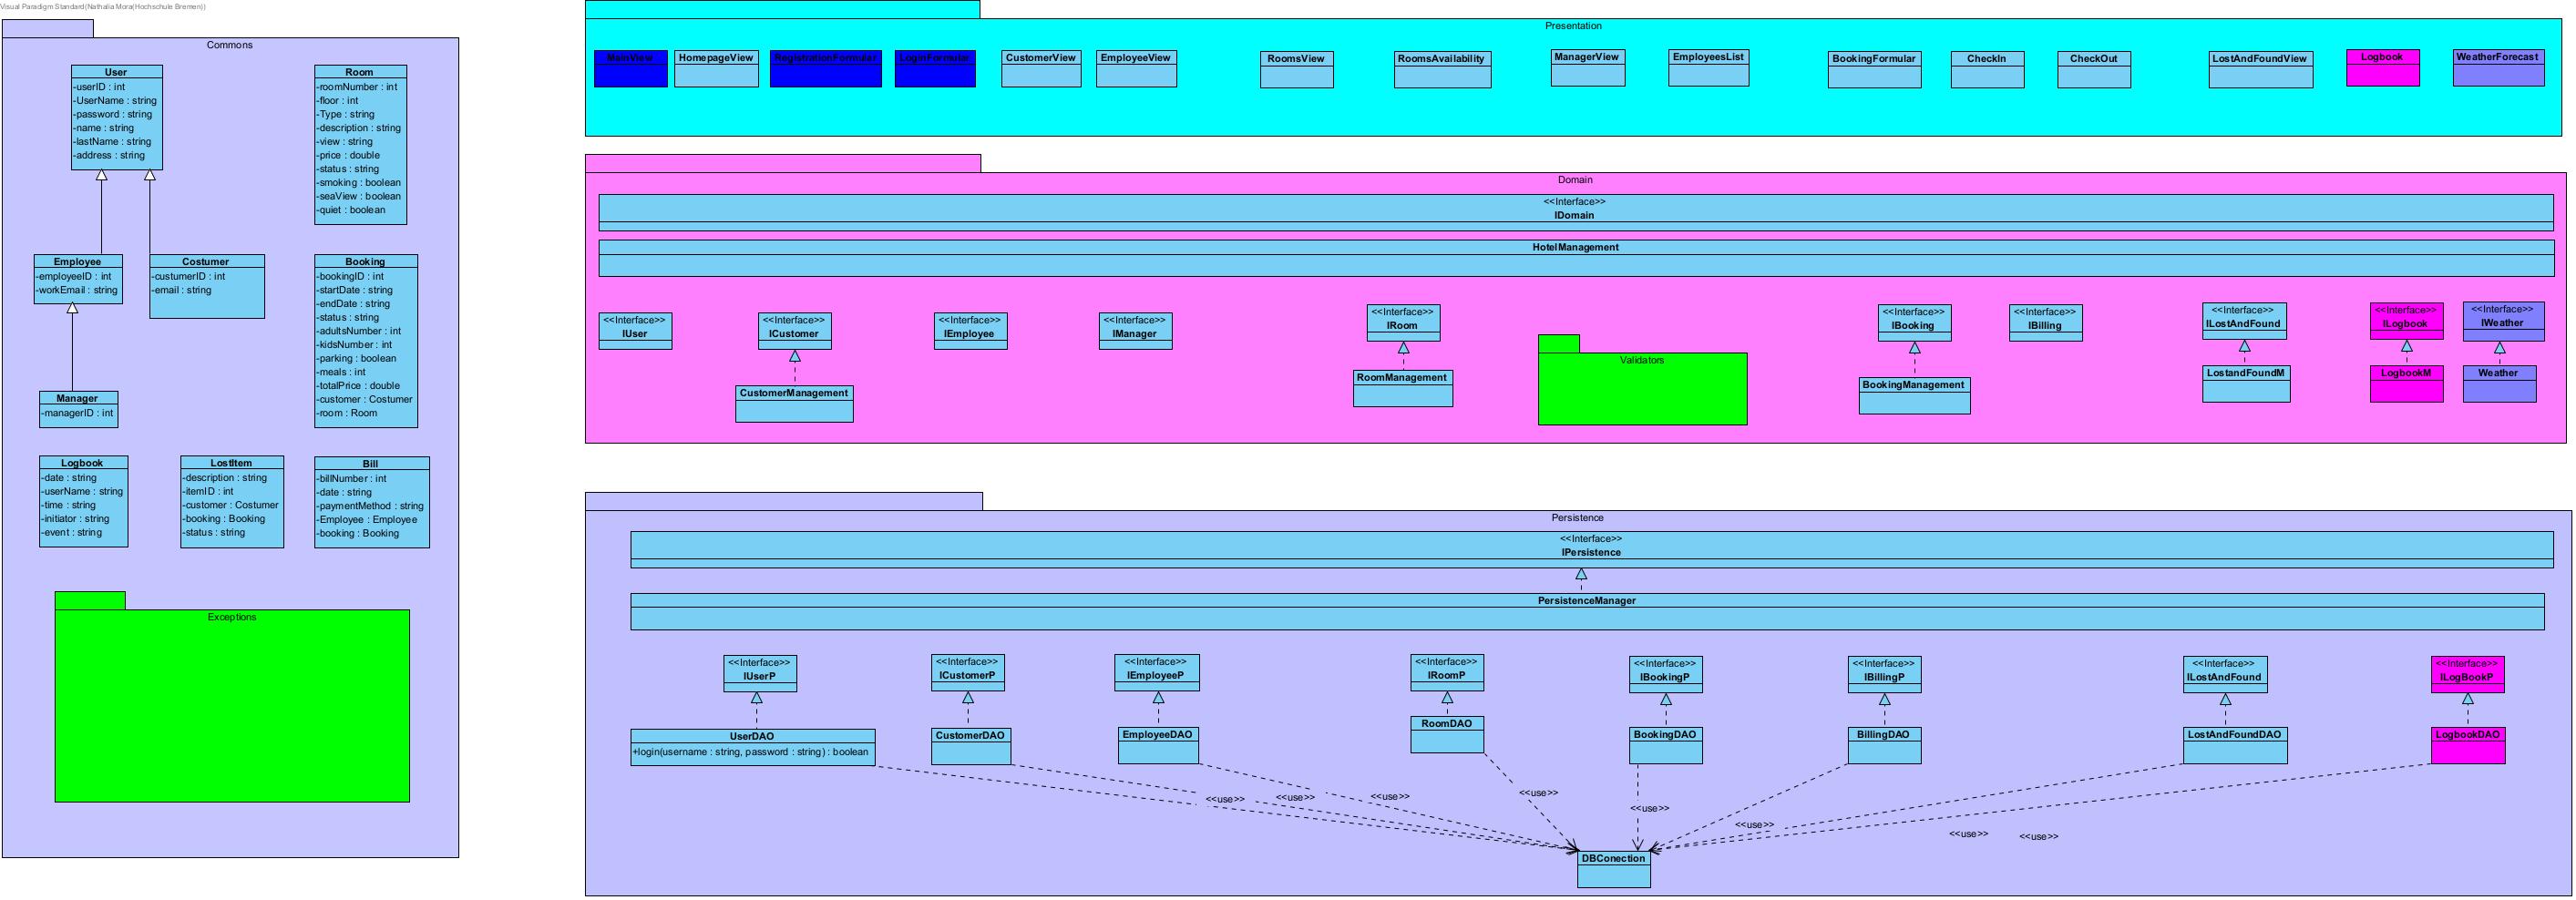 Visual Paradigm Standard(Nathalia Mora(Hochschule Bremen))
Commons
User
-userID : int
-UserName : string
-password : string
-name : string
-lastName : string
-address : string
Room
-roomNumber : int
-floor : int
-Type : string
-description : string
-view : string
-price : double
-status : string
-smoking : boolean
-seaView : boolean
-quiet : boolean
Employee
-employeeID : int
-workEmail : string
Costumer
-custumerID : int
-email : string
Booking
-bookingID : int
-startDate : string
-endDate : string
-status : string
-adultsNumber : int
-kidsNumber : int
-parking : boolean
-meals : int
-totalPrice : double
-customer : Costumer
-room : Room
Manager
-managerID : int
Logbook
-date : string
-userName : string
-time : string
-initiator : string
-event : string
LostItem
-description : string
-itemID : int
-customer : Costumer
-booking : Booking
-status : string
Bill
-billNumber : int
-date : string
-paymentMethod : string
-Employee : Employee
-booking : Booking
Exceptions
Presentation
MainView
HomepageView
RegistrationFormular
LoginFormular
CustomerView
EmployeeView
RoomsView
RoomsAvailability
ManagerView
EmployeesList
BookingFormular
CheckIn
CheckOut
LostAndFoundView
Logbook
WeatherForecast
Domain
<<Interface>>
IDomain
HotelManagement
<<Interface>>
IUser
<<Interface>>
ICustomer
<<Interface>>
IEmployee
<<Interface>>
IManager
<<Interface>>
IRoom
<<Interface>>
IBooking
<<Interface>>
IBilling
<<Interface>>
ILostAndFound
<<Interface>>
ILogbook
<<Interface>>
IWeather
CustomerManagement
RoomManagement
Validators
BookingManagement
LostandFoundM
LogbookM
Weather
Persistence
<<Interface>>
IPersistence
PersistenceManager
<<Interface>>
IUserP
<<Interface>>
ICustomerP
<<Interface>>
IEmployeeP
<<Interface>>
IRoomP
<<Interface>>
IBookingP
<<Interface>>
IBillingP
<<Interface>>
ILostAndFound
<<Interface>>
ILogBookP
UserDAO
+login(username : string, password : string) : boolean
CustomerDAO
EmployeeDAO
RoomDAO
BookingDAO
BillingDAO
LostAndFoundDAO
LogbookDAO
<<use>>
<<use>>
<<use>>
<<use>>
<<use>>
<<use>>
<<use>>
<<use>>
DBConection